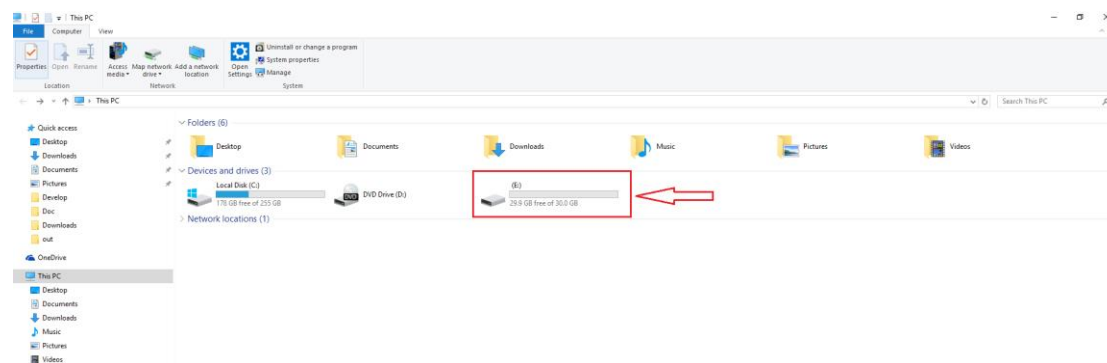 This PC
File Computer View
Properties Open Rename Access media Map network drive Add a network location Open Settings Uninstall or change a program
System properties
Manage
Location Network System
This PC Search This PC
Quick access
Desktop
Downloads
Documents
Pictures
Develop
Doc
Downloads
out
OneDrive
This PC
Desktop
Documents
Downloads
Music
Pictures
Videos
Folders (6)
Desktop Documents Downloads Music Pictures Videos
Devices and drives (3)
Local Disk (C:)
178 GB free of 255 GB
DVD Drive (D:)
(E:)
29.9 GB free of 30.0 GB
Network locations (1)